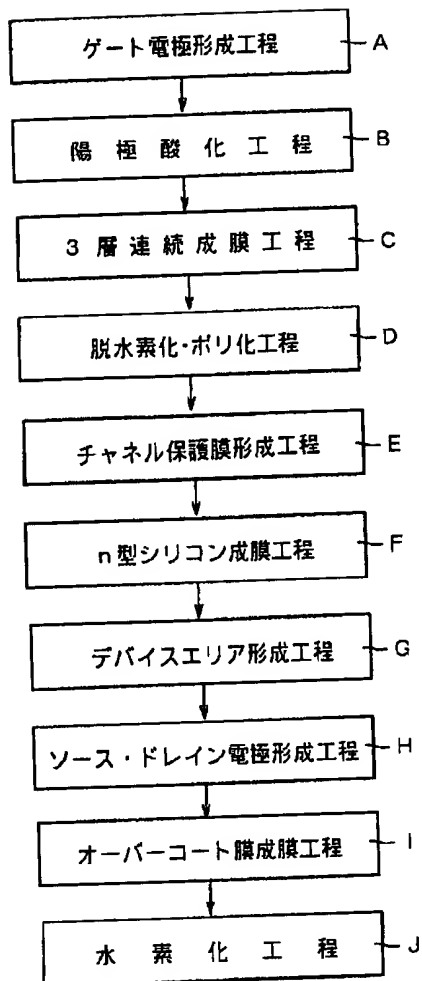 ゲート電極形成工程 A
陽極酸化工程 B
3層連続成膜工程 C
脱水素化・ポリ化工程 D
チャネル保護膜形成工程 E
n型シリコン成膜工程 F
デバイスエリア形成工程 G
ソース・ドレイン電極形成工程 H
オーバーコート膜成膜工程 I
水素化工程 J